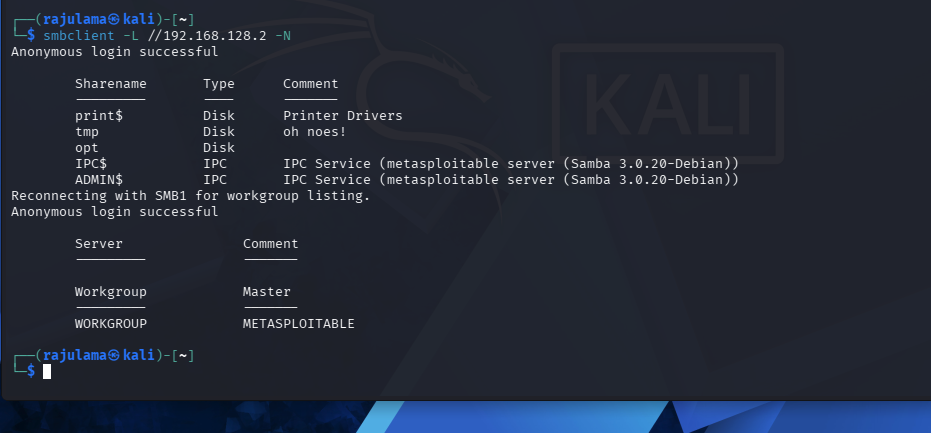 ┌──(rajulama㉿kali)-[~]
└─$ smbclient -L //192.168.128.2 -N
Anonymous login successful
Sharename Type Comment
--------- ---- -------
print$ Disk Printer Drivers
tmp Disk oh noes!
opt Disk
IPC$ IPC IPC Service (metasploitable server (Samba 3.0.20-Debian))
ADMIN$ IPC IPC Service (metasploitable server (Samba 3.0.20-Debian))
Reconnecting with SMB1 for workgroup listing.
Anonymous login successful
Server Comment
--------- -------
Workgroup Master
--------- -------
WORKGROUP METASPLOITABLE
┌──(rajulama㉿kali)-[~]
└─$
KALI